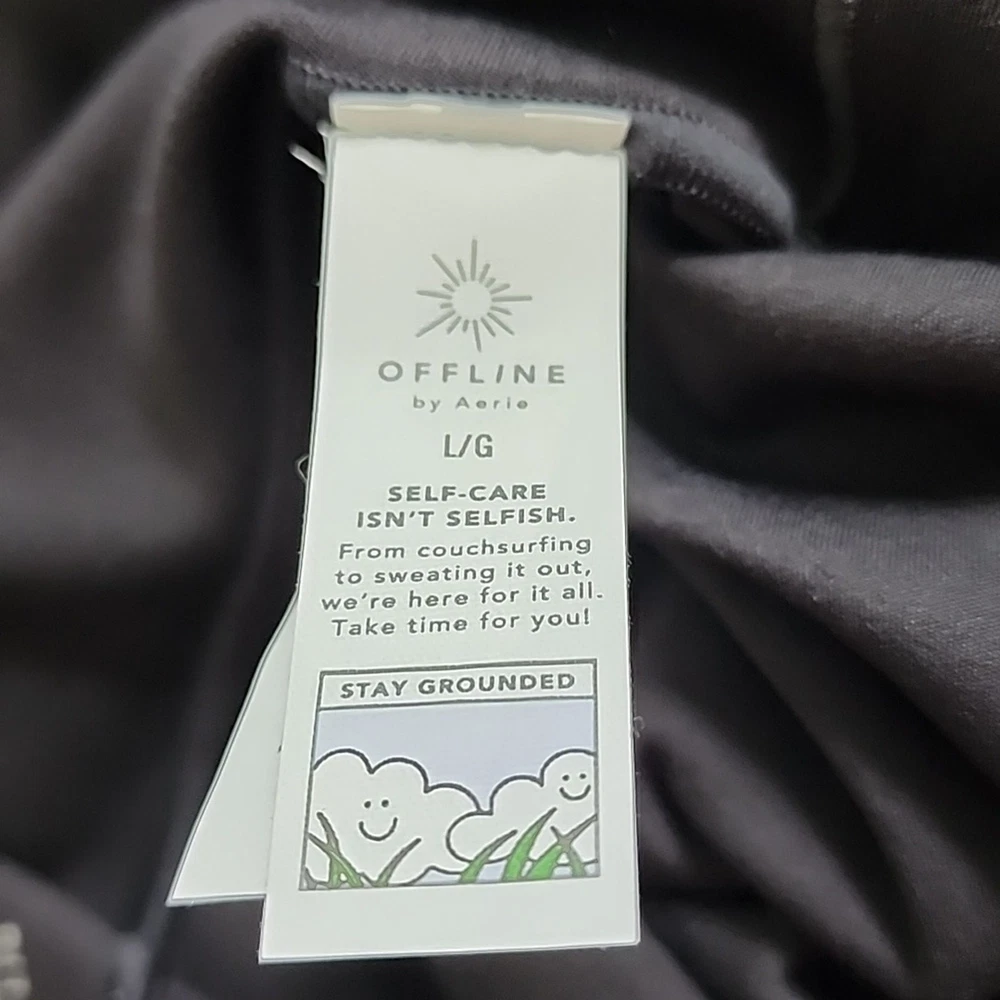 OFFLINE
by Aerie
L/G
SELF-CARE
ISN'T SELFISH.
From couchsurfing
to sweating it out,
we're here for it all.
Take time for you!
STAY GROUNDED